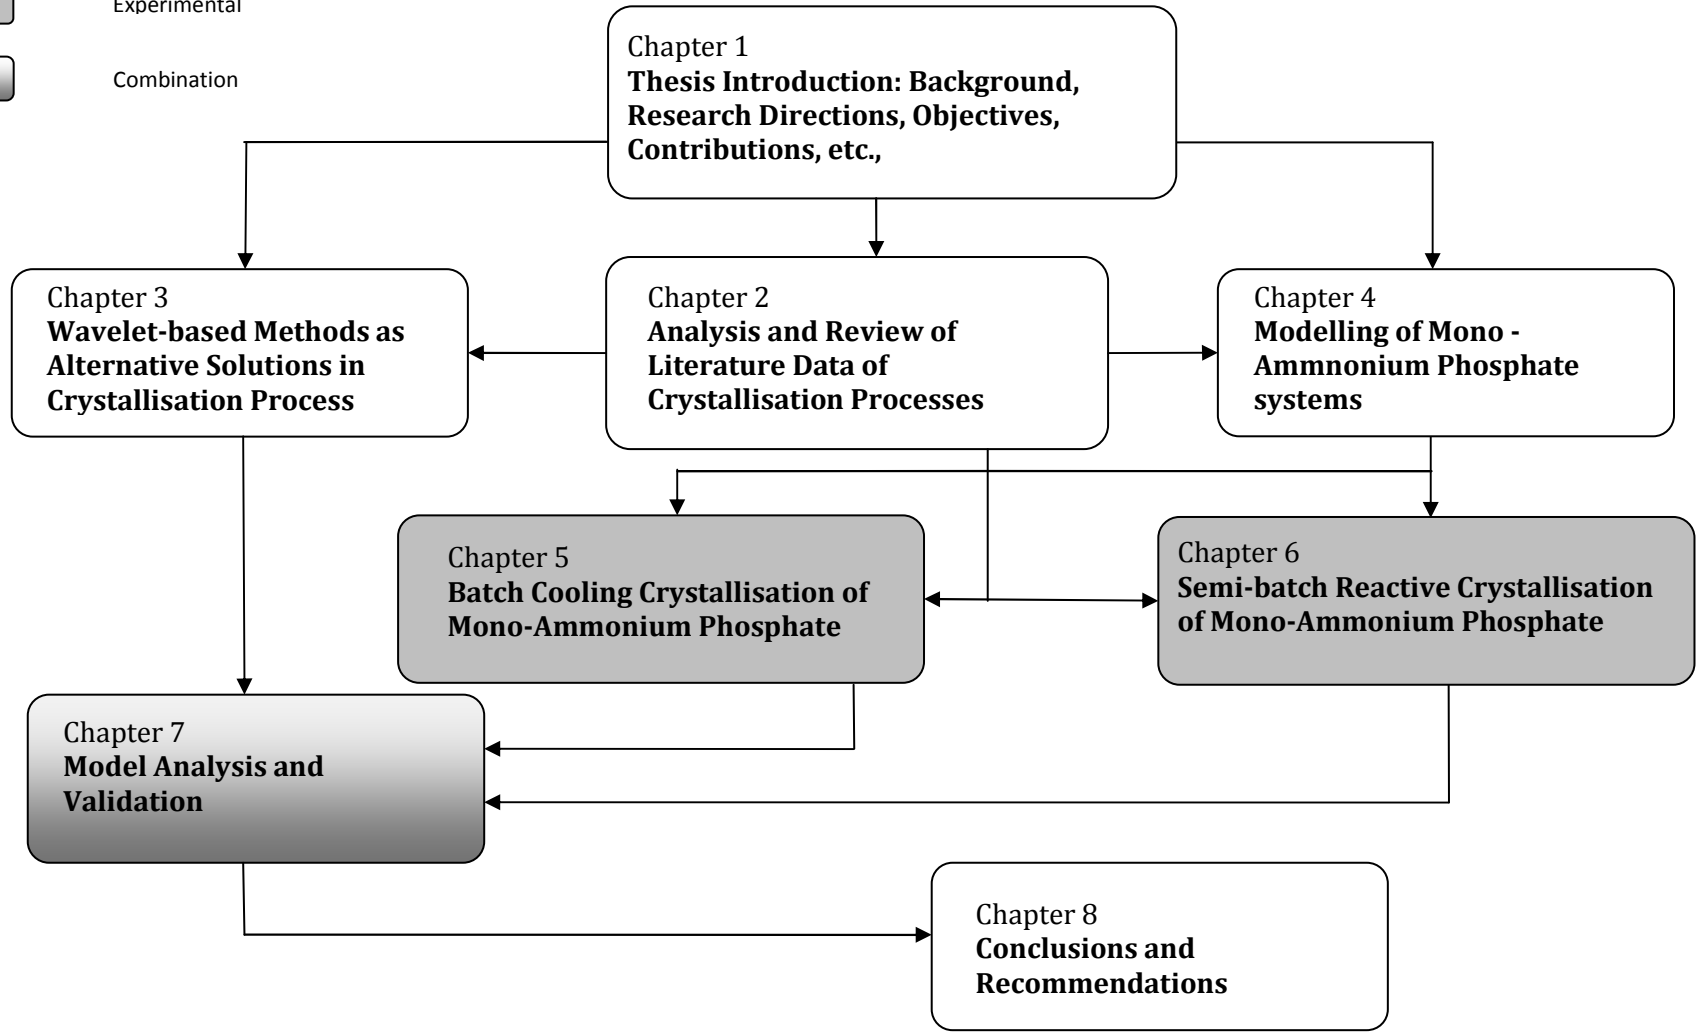 Experimental
Combination
Chapter 1
Thesis Introduction: Background,
Research Directions, Objectives,
Contributions, etc.,
Chapter 3
Wavelet-based Methods as
Alternative Solutions in
Crystallisation Process
Chapter 2
Analysis and Review of
Literature Data of
Crystallisation Processes
Chapter 4
Modelling of Mono -
Ammnonium Phosphate
systems
Chapter 5
Batch Cooling Crystallisation of
Mono-Ammonium Phosphate
Chapter 6
Semi-batch Reactive Crystallisation
of Mono-Ammonium Phosphate
Chapter 7
Model Analysis and
Validation
Chapter 8
Conclusions and
Recommendations